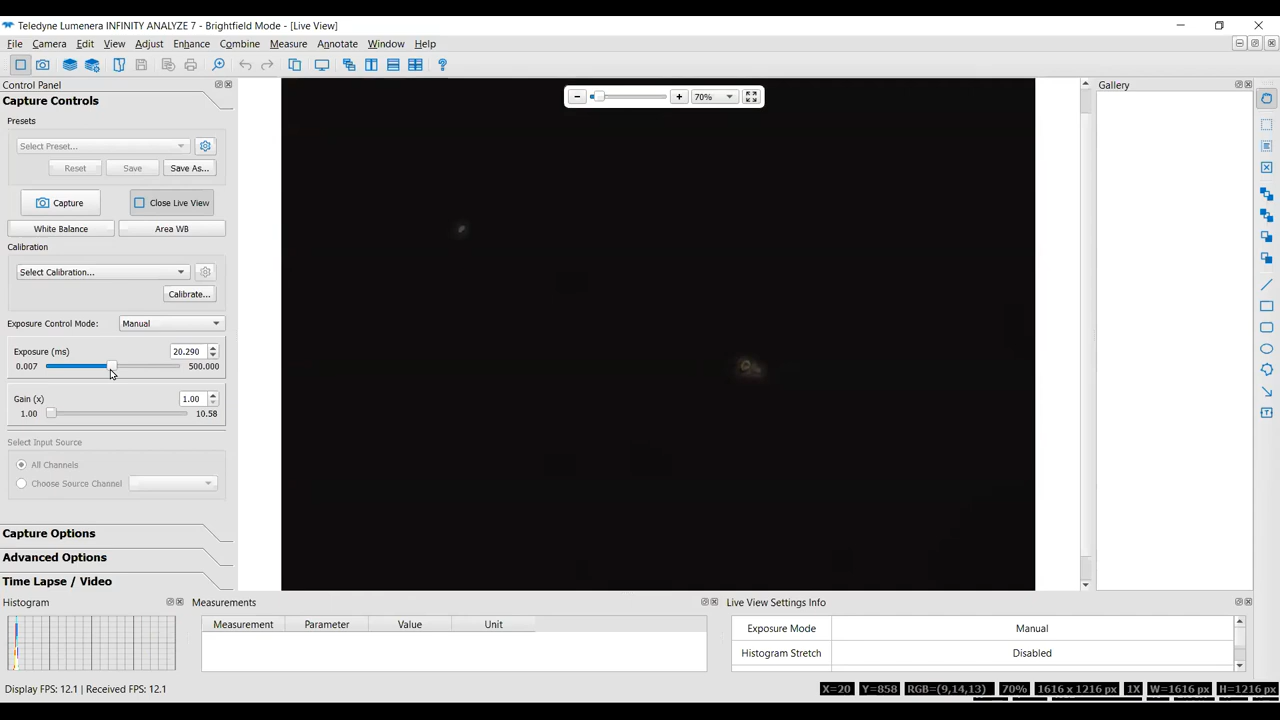 Teledyne Lumenera INFINITY ANALYZE 7 - Brightfield Mode - [Live View]
File Camera Edit View Adjust Enhance Combine Measure Annotate Window Help
Control Panel
Capture Controls
Presets
Select Preset...
Reset Save Save As...
Capture Close Live View
White Balance Area WB
Calibration
Select Calibration...
Calibrate...
Exposure Control Mode: Manual
Exposure (ms) 20.290
0.007 500.000
Gain (x) 1.00
1.00 10.58
Select Input Source
All Channels
Choose Source Channel
Capture Options
Advanced Options
Time Lapse / Video
70%
Gallery
Histogram
Measurements
Measurement Parameter Value Unit
Live View Settings Info
Exposure Mode Manual
Histogram Stretch Disabled
Display FPS: 12.1 | Received FPS: 12.1
X=20 Y=858 RGB=(9,14,13) 70% 1616 x 1216 px 1X W=1616 px H=1216 px